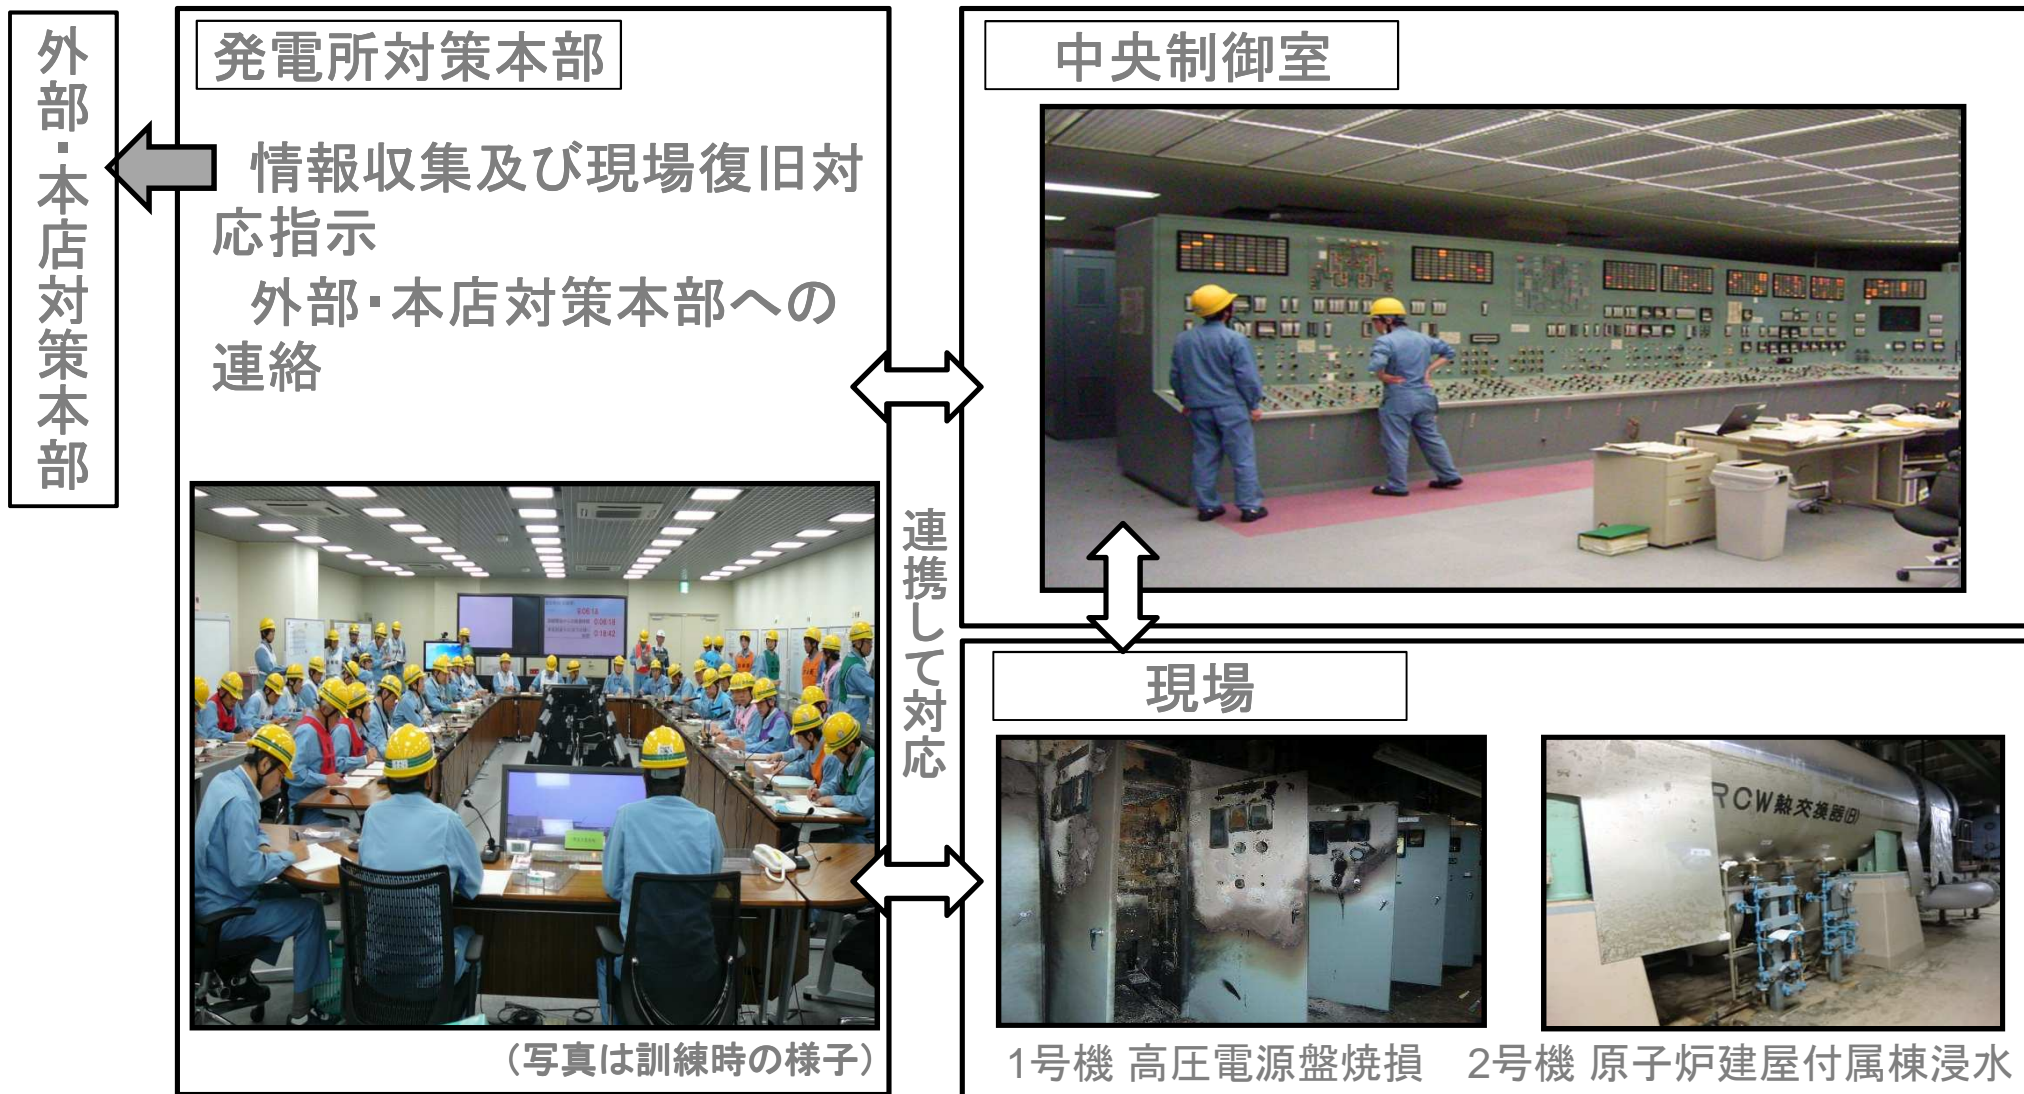 外部・本店対策本部
発電所対策本部
情報収集及び現場復旧対
応指示
外部・本店対策本部への
連絡
(写真は訓練時の様子)
連携して対応
中央制御室
現場
RCW熱交換器(B)
1号機 高圧電源盤焼損
2号機 原子炉建屋付属棟浸水